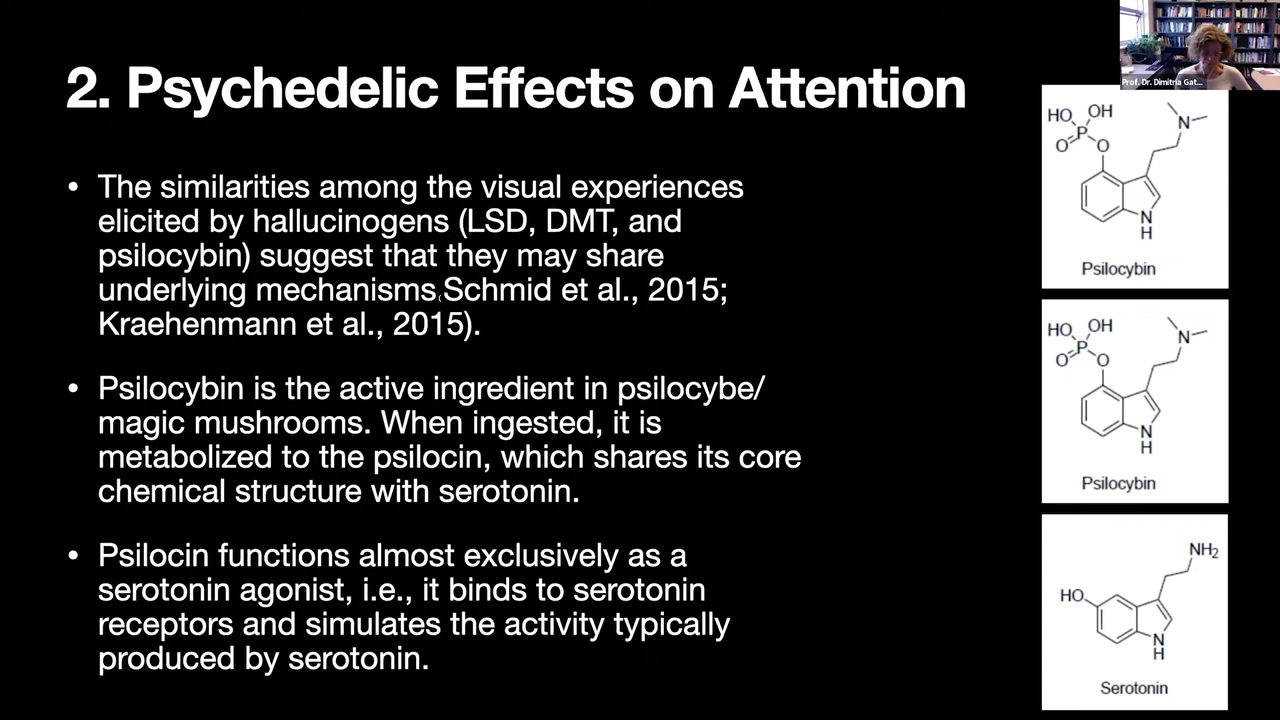 2. Psychedelic Effects on Attention
Prof. Dr. Dimitria Gat...
• The similarities among the visual experiences
elicited by hallucinogens (LSD, DMT, and
psilocybin) suggest that they may share
underlying mechanisms(Schmid et al., 2015;
Kraehenmann et al., 2015).
• Psilocybin is the active ingredient in psilocybe/
magic mushrooms. When ingested, it is
metabolized to the psilocin, which shares its core
chemical structure with serotonin.
• Psilocin functions almost exclusively as a
serotonin agonist, i.e., it binds to serotonin
receptors and simulates the activity typically
produced by serotonin.
HO OH
P
O O
N
N
H
Psilocybin
HO OH
P
O O
N
N
H
Psilocybin
NH2
HO
N
H
Serotonin